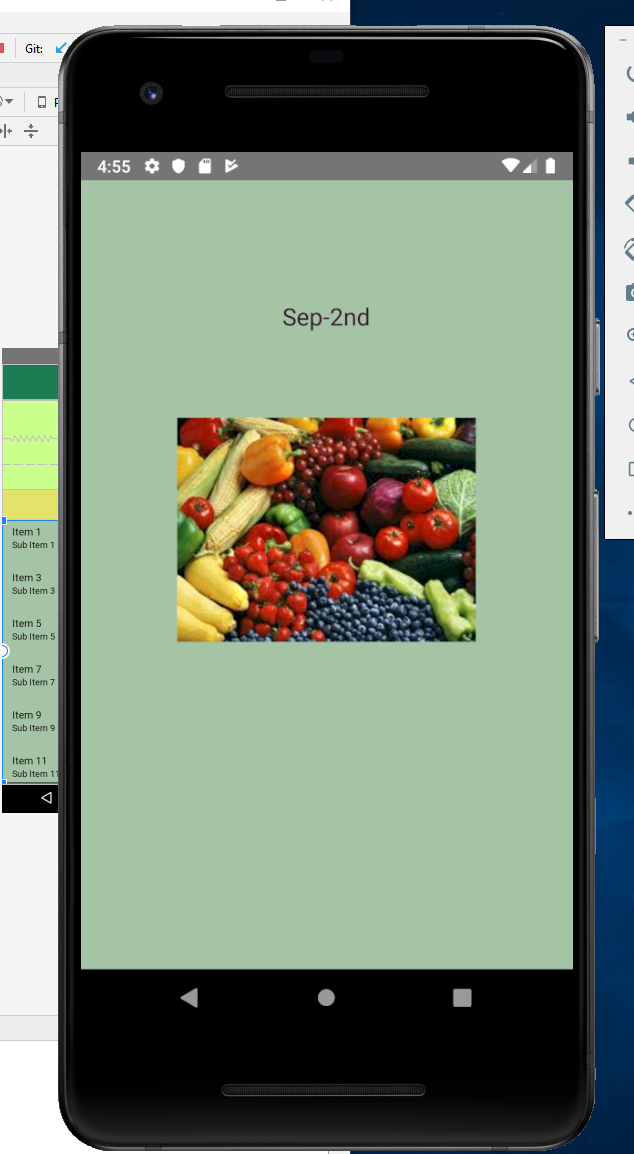 Git:
4:55
Sep-2nd
Item 1
Sub Item 1
Item 3
Sub Item 3
Item 5
Sub Item 5
Item 7
Sub Item 7
Item 9
Sub Item 9
Item 11
Sub Item 11